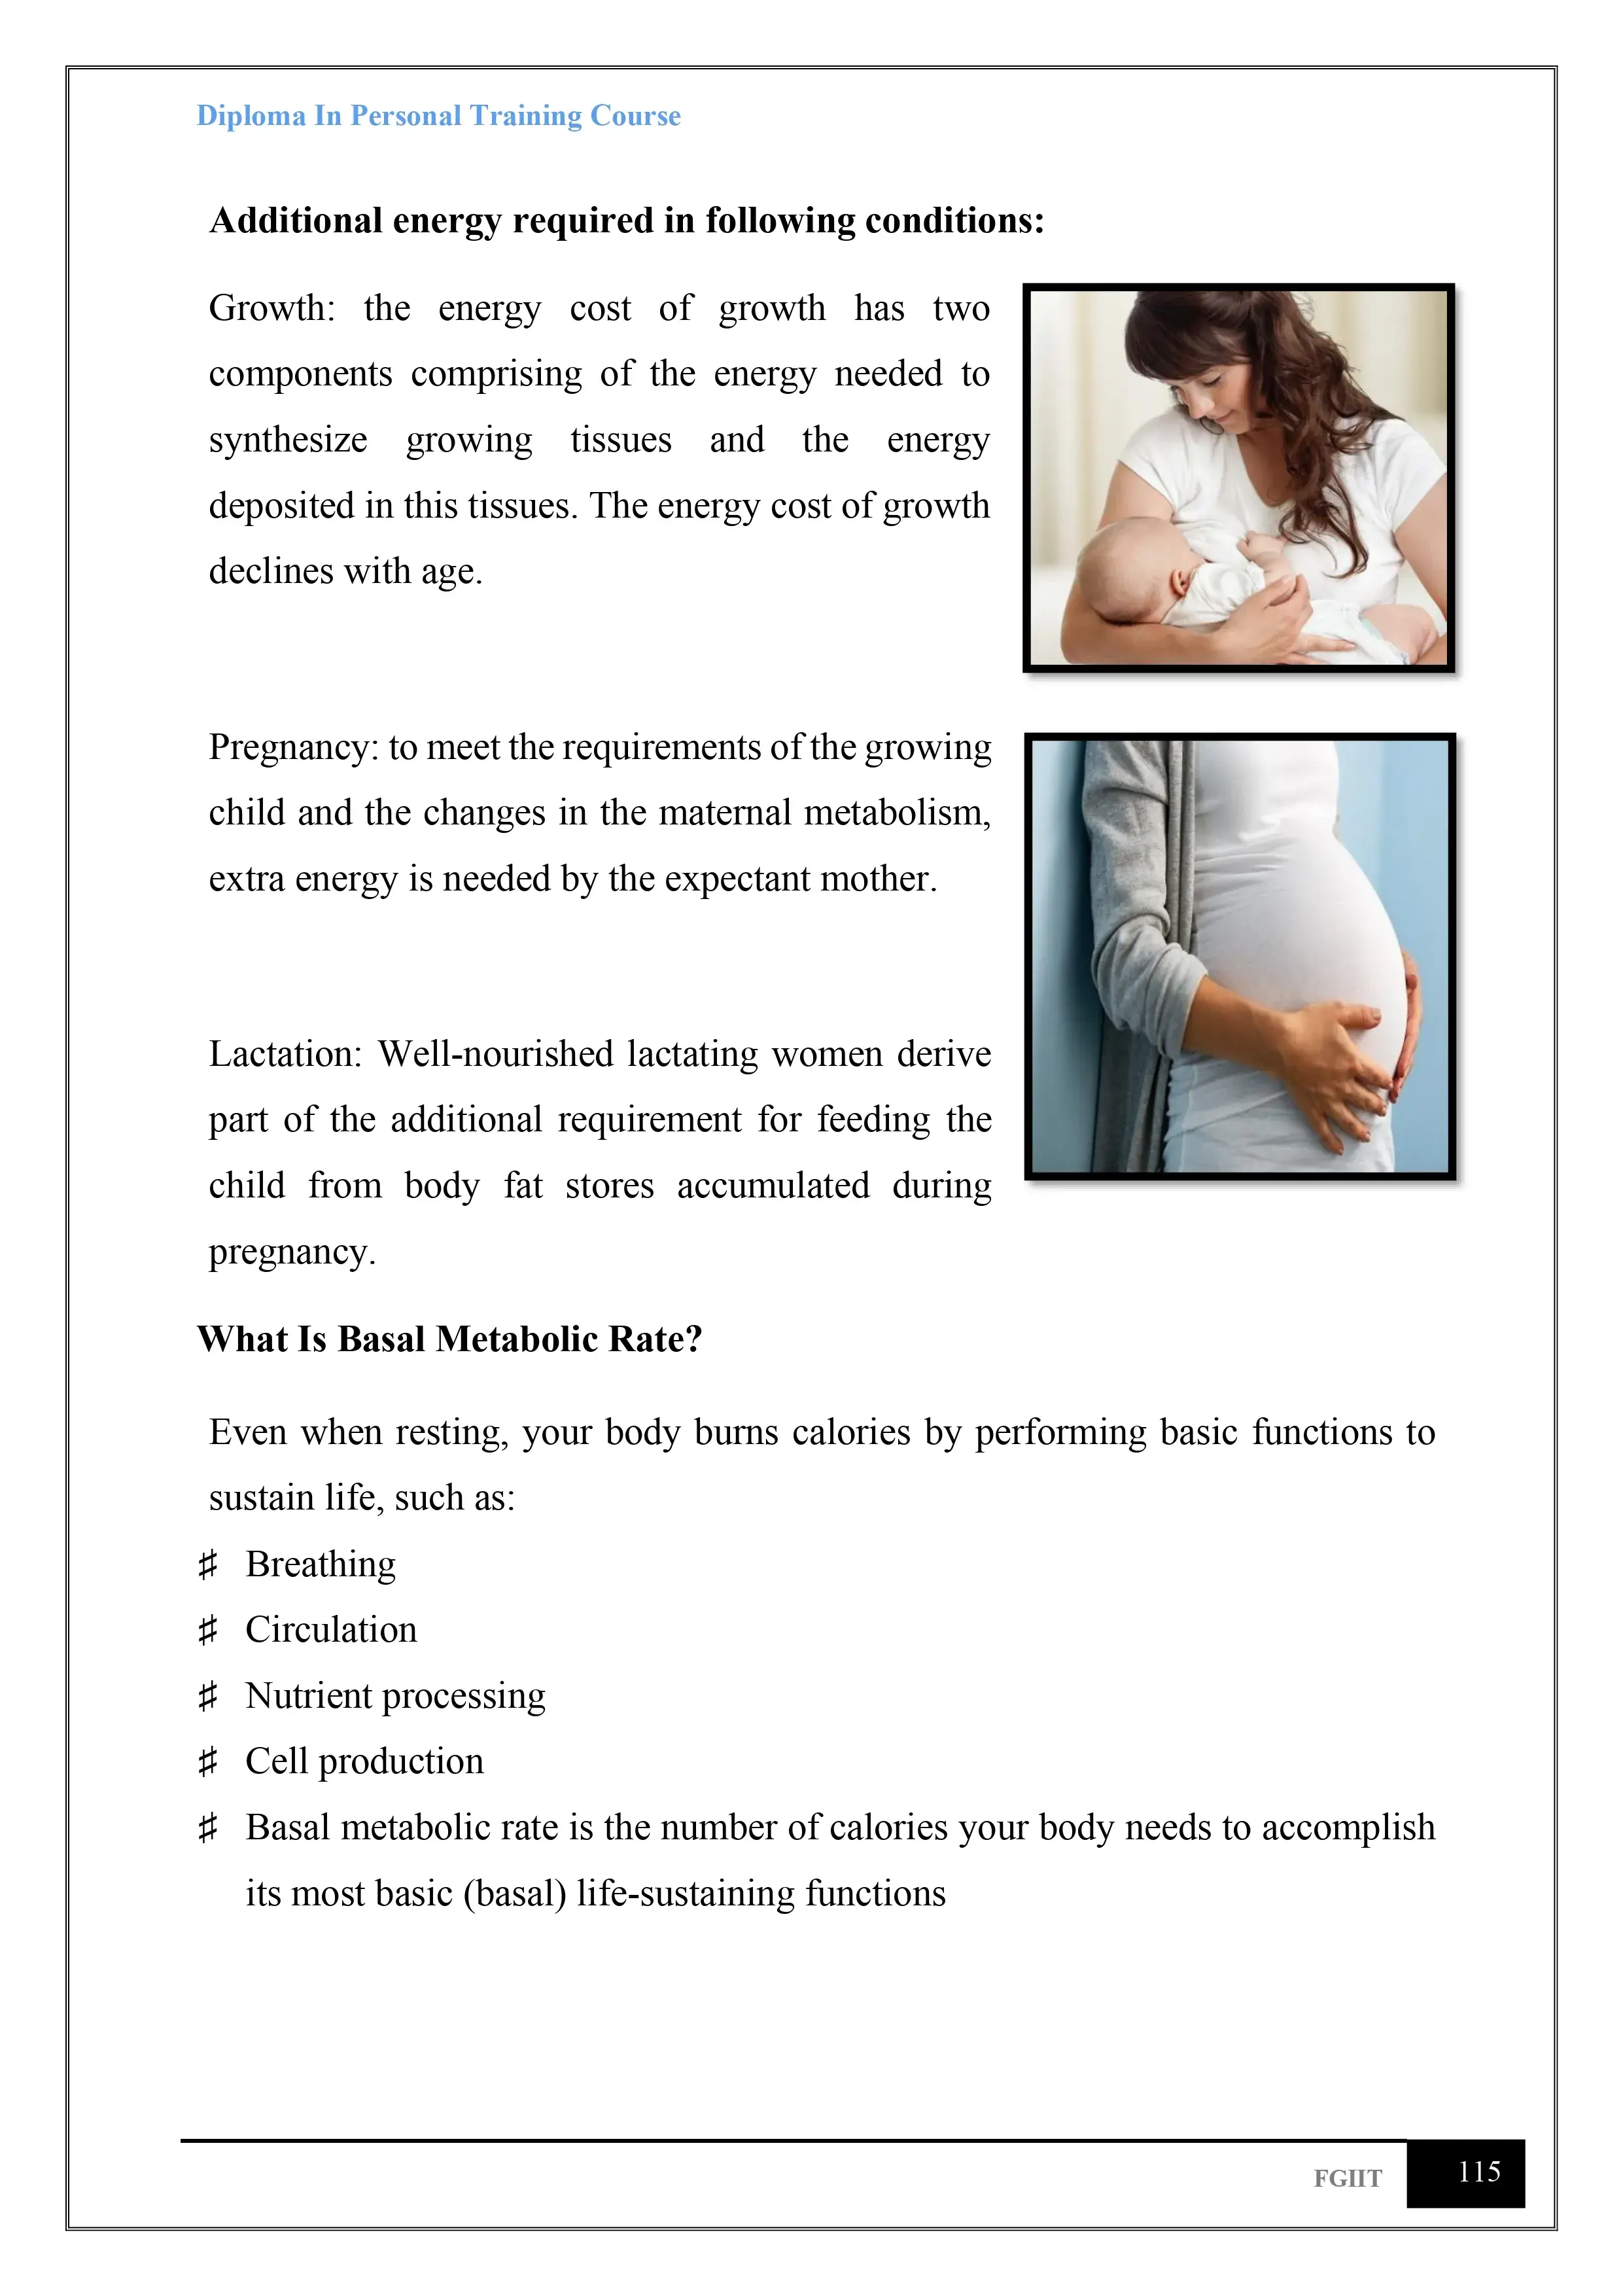 Diploma In Personal Training Course
Additional energy required in following conditions:
Growth: the energy cost of growth has two
components comprising of the energy needed to
synthesize growing tissues and the energy
deposited in this tissues. The energy cost of growth
declines with age.
Pregnancy: to meet the requirements of the growing
child and the changes in the maternal metabolism,
extra energy is needed by the expectant mother.
Lactation: Well-nourished lactating women derive
part of the additional requirement for feeding the
child from body fat stores accumulated during
pregnancy.
What Is Basal Metabolic Rate?
Even when resting, your body burns calories by performing basic functions to
sustain life, such as:
♯ Breathing
♯ Circulation
♯ Nutrient processing
♯ Cell production
♯ Basal metabolic rate is the number of calories your body needs to accomplish
its most basic (basal) life-sustaining functions
FGIIT 115